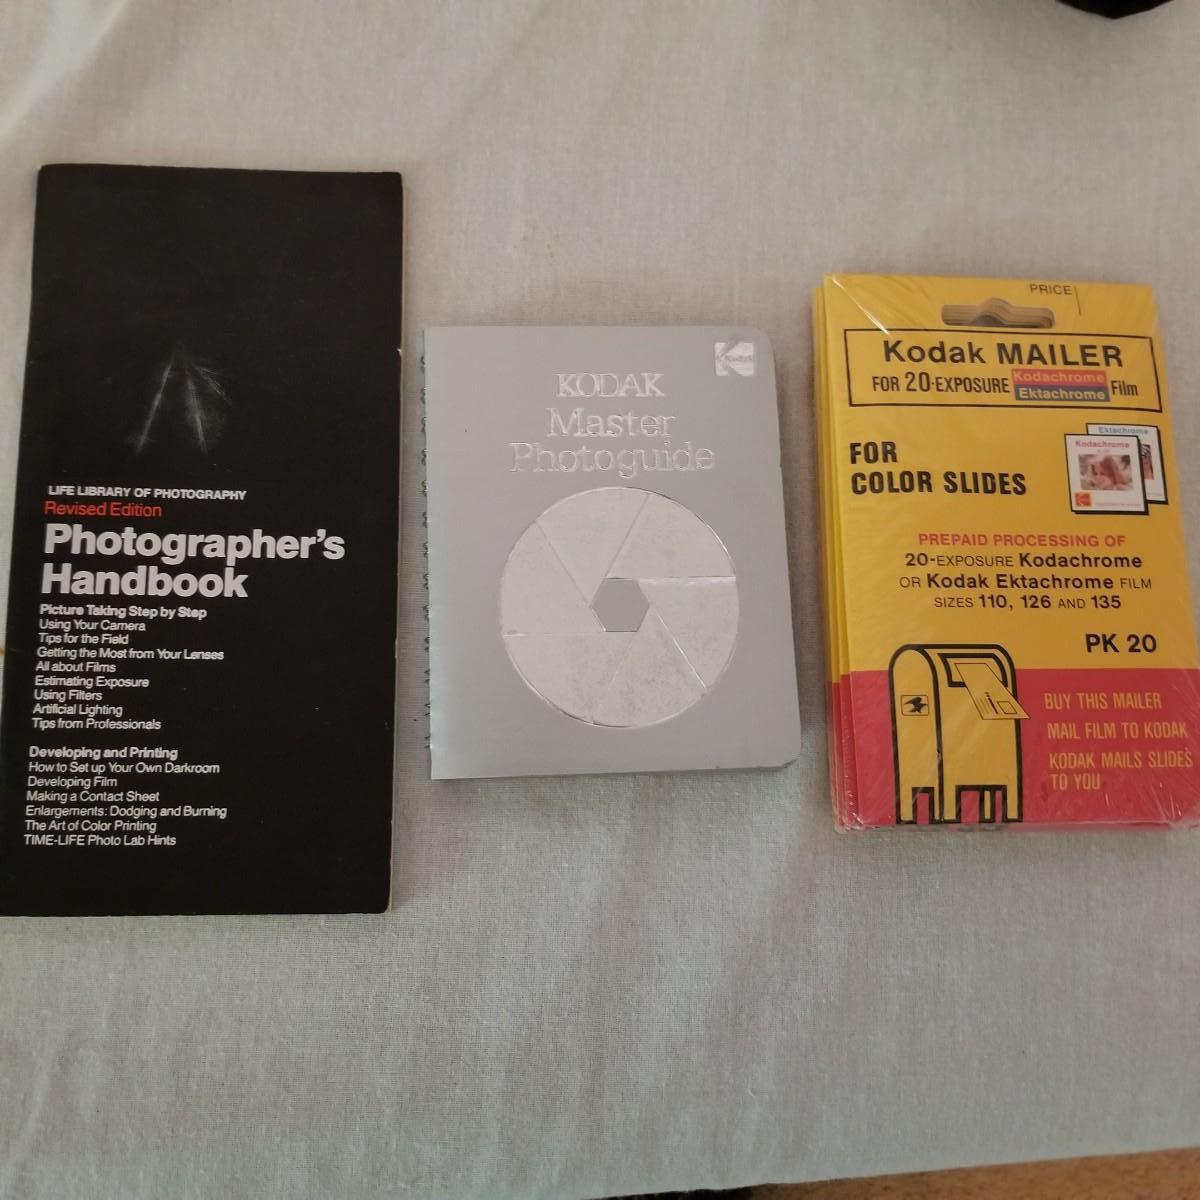 LIFE LIBRARY OF PHOTOGRAPHY
Revised Edition
Photographer's
Handbook
Picture Taking Step by Step
Using Your Camera
Tips for the Field
Getting the Most from Your Lenses
All about Films
Estimating Exposure
Using Filters
Artificial Lighting
Tips from Professionals
Developing and Printing
How to Set up Your Own Darkroom
Developing Film
Making a Contact Sheet
Enlargements: Dodging and Burning
The Art of Color Printing
TIME-LIFE Photo Lab Hints
Kodak
KODAK
Master
Photoguide
PRICE
Kodak MAILER
FOR 20-EXPOSURE Kodachrome Ektachrome Film
FOR
COLOR SLIDES
Ektachrome
Kodachrome
PREPAID PROCESSING OF
20-EXPOSURE Kodachrome
OR Kodak Ektachrome FILM
SIZES 110, 126 AND 135
PK 20
BUY THIS MAILER
MAIL FILM TO KODAK
KODAK MAILS SLIDES
TO YOU